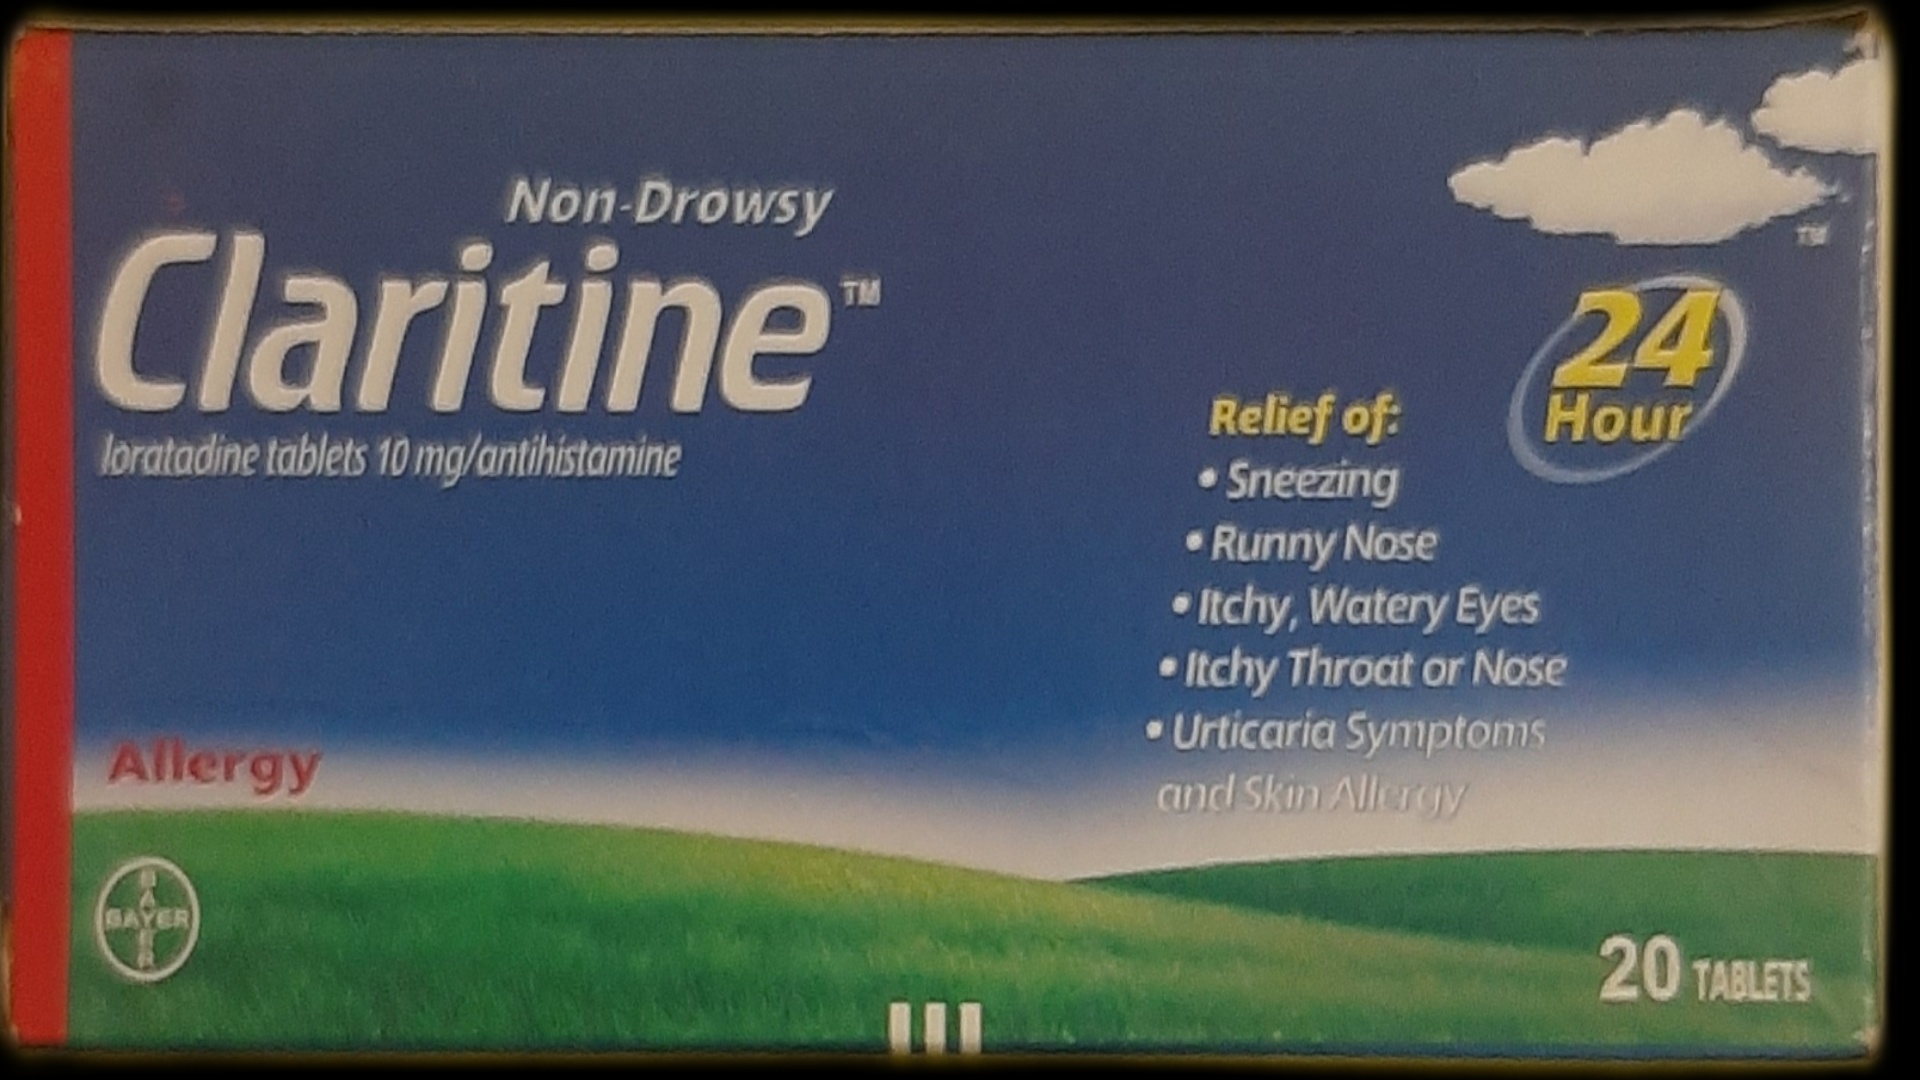 Non-Drowsy
Claritine™
loratadine tablets 10 mg/antihistamine
TM
24
Hour
Relief of:
• Sneezing
• Runny Nose
• Itchy, Watery Eyes
• Itchy Throat or Nose
• Urticaria Symptoms
and Skin Allergy
Allergy
BAYER
BAYER
20 TABLETS